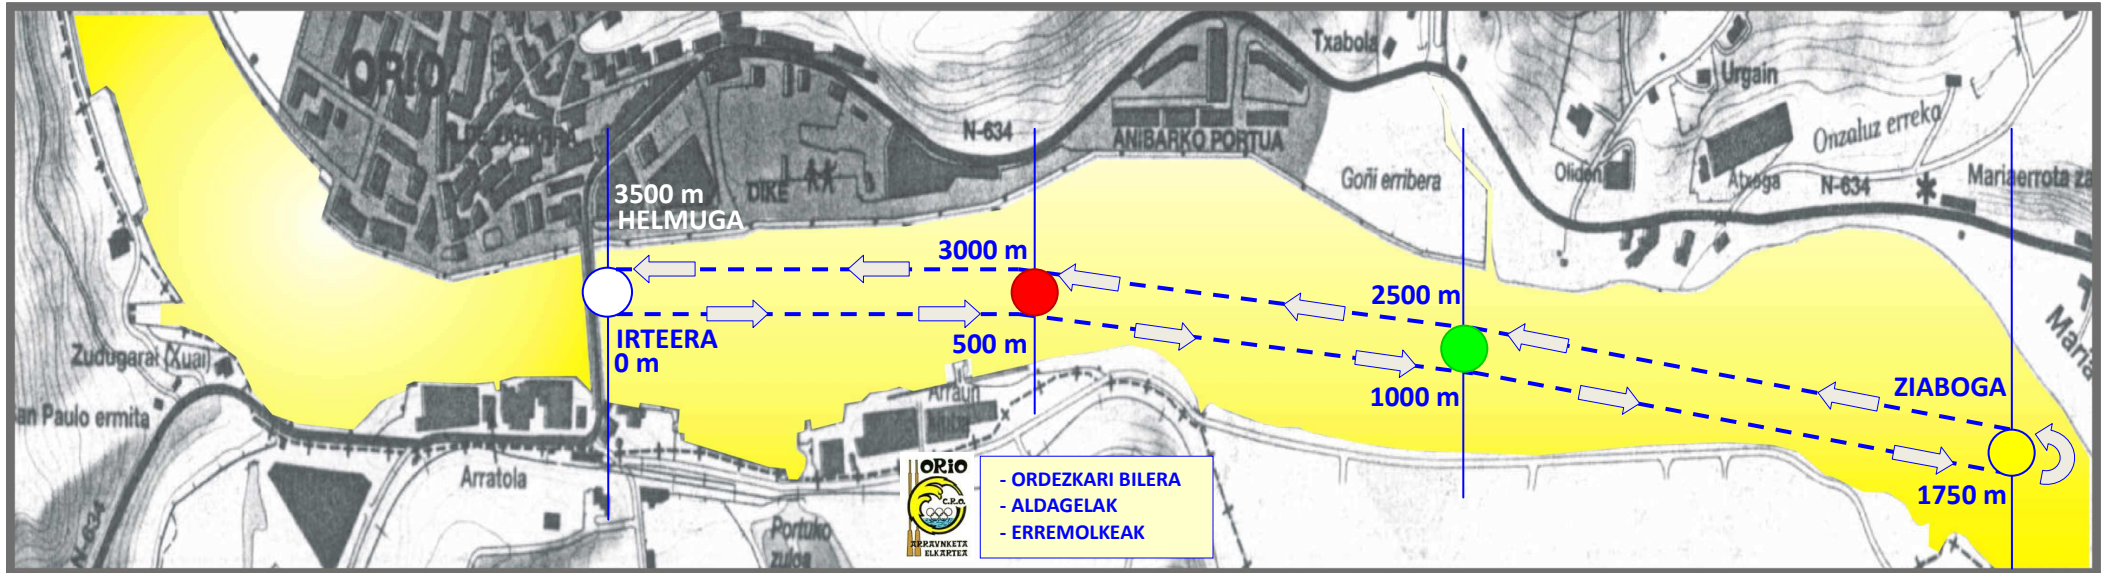 ORIO
Txabola
Urgain
N-634
ANIBARKO PORTUA
Onzaluz erreka
DIKE
Goñi erribera
Oliden
Atxega
N-634
Mariaerrota
3500 m
HELMUGA
3000 m
2500 m
IRTEERA
0 m
500 m
1000 m
ZIABOGA
1750 m
Zudugarai (Xuai)
San Paulo ermita
Arratola
N-634
Arraun
Portuko
zuloa
ORIO
C.P.O.
ARRAUNKETA
ELKARTEA
- ORDEZKARI BILERA
- ALDAGELAK
- ERREMOLKEAK